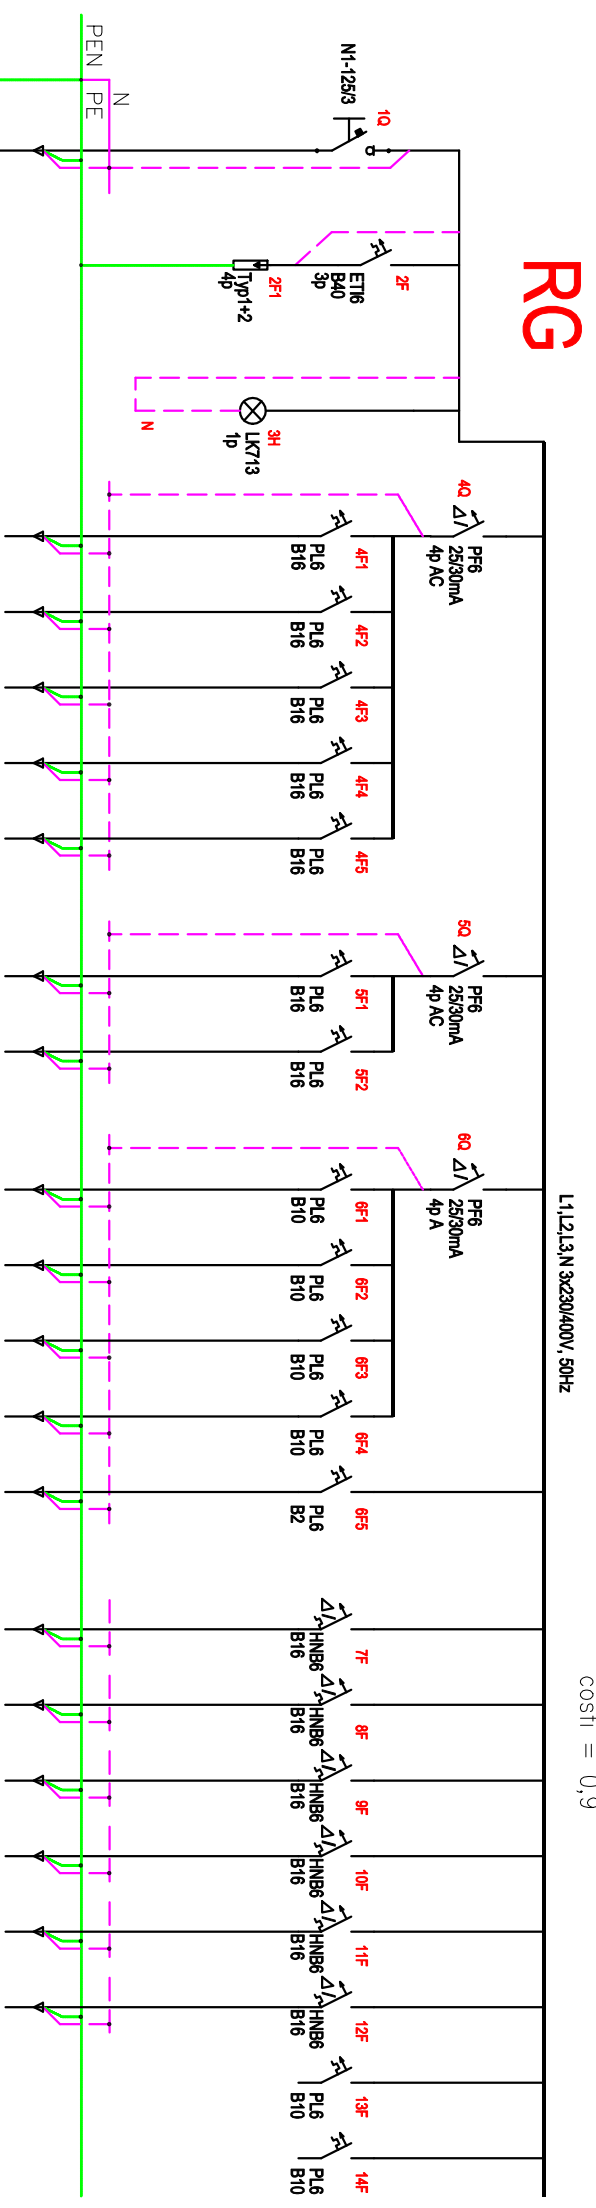 RG
L1,L2,L3,N 3x230/400V, 50Hz
PEN
N
PE
1Q
N1-125/3
2F
ETI6
B40
3p
2F1
Typ1+2
4p
3H
LK713
1p
N
4Q
PF6
25/30mA
4p AC
4F1
PL6
B16
4F2
PL6
B16
4F3
PL6
B16
4F4
PL6
B16
4F5
PL6
B16
5Q
PF6
25/30mA
4p AC
5F1
PL6
B16
5F2
PL6
B16
6Q
PF6
25/30mA
4p A
6F1
PL6
B10
6F2
PL6
B10
6F3
PL6
B10
6F4
PL6
B10
6F5
PL6
B2
7F
HNB6
B16
8F
HNB6
B16
9F
HNB6
B16
10F
HNB6
B16
11F
HNB6
B16
12F
HNB6
B16
13F
PL6
B10
14F
PL6
B10
= 0,9